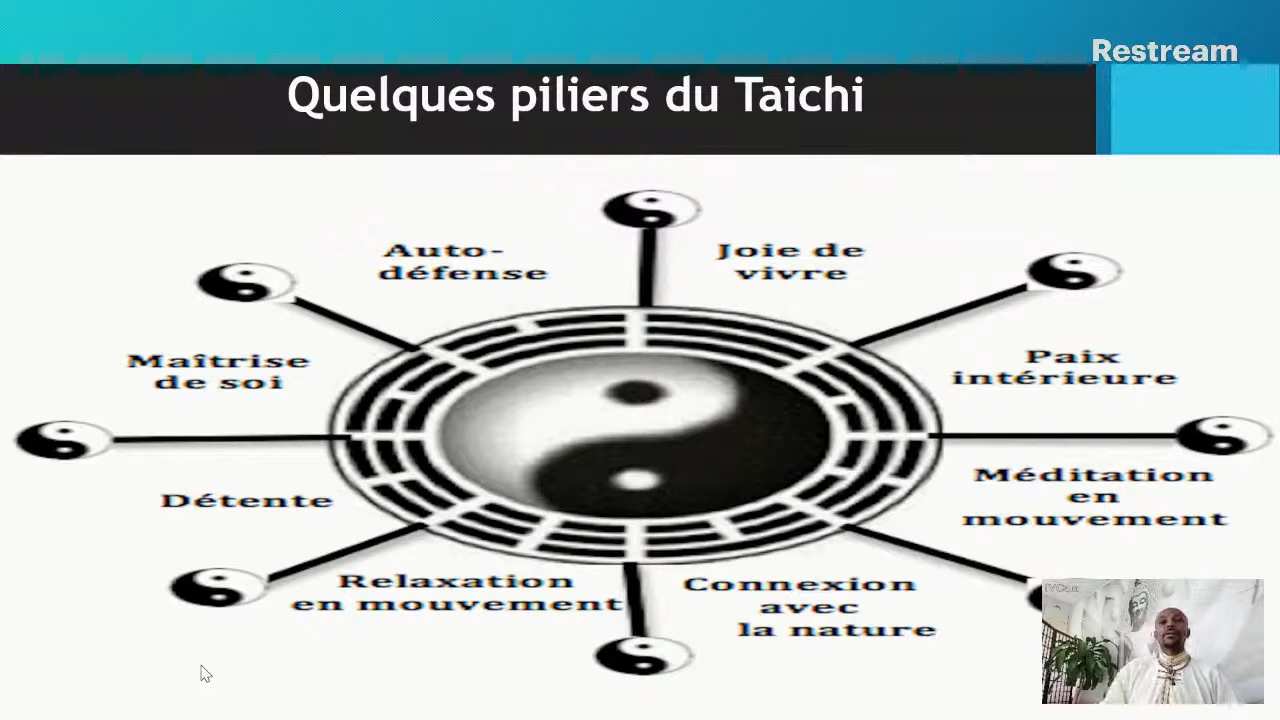 Restream
Quelques piliers du Taichi
Auto-
défense
Joie de
vivre
Maîtrise
de soi
Paix
intérieure
Détente
Méditation
en
mouvement
Relaxation
en mouvement
Connexion
avec
la nature
iVCam